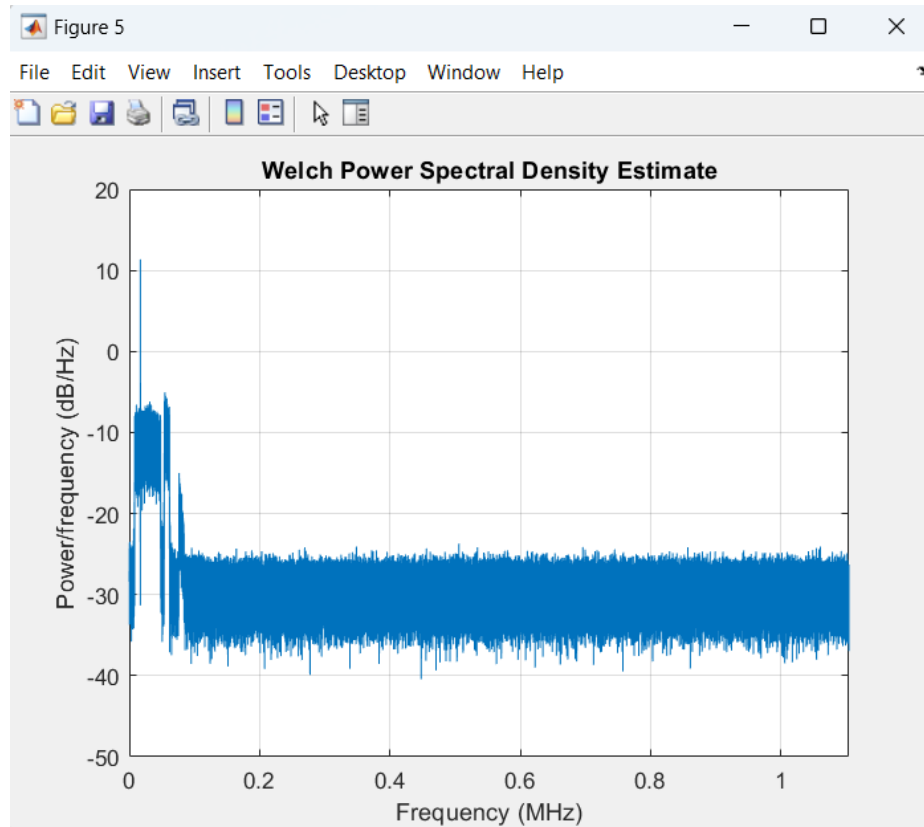 Figure 5
File Edit View Insert Tools Desktop Window Help
Welch Power Spectral Density Estimate
20
10
0
-10
-20
-30
-40
-50
Power/frequency (dB/Hz)
0 0.2 0.4 0.6 0.8 1
Frequency (MHz)